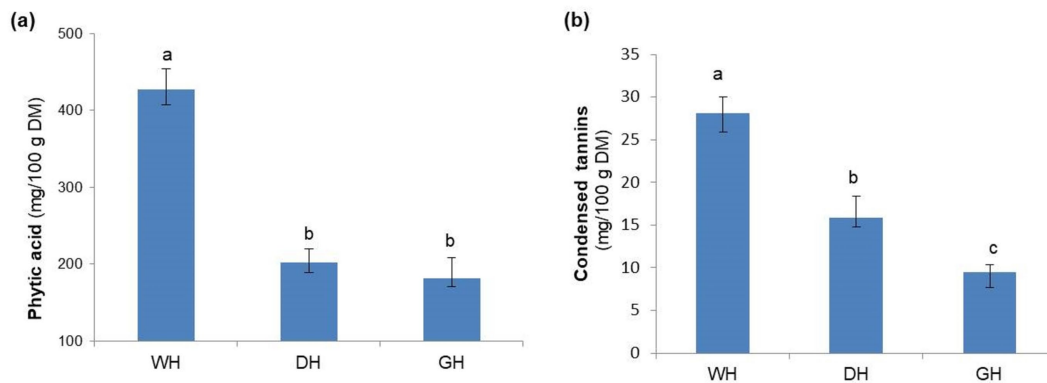 (a)
Phytic acid (mg/100 g DM)
500
400
300
200
100
a
b
b
WH
DH
GH
(b)
Condensed tannins
(mg/100 g DM)
35
30
25
20
15
10
5
0
a
b
c
WH
DH
GH